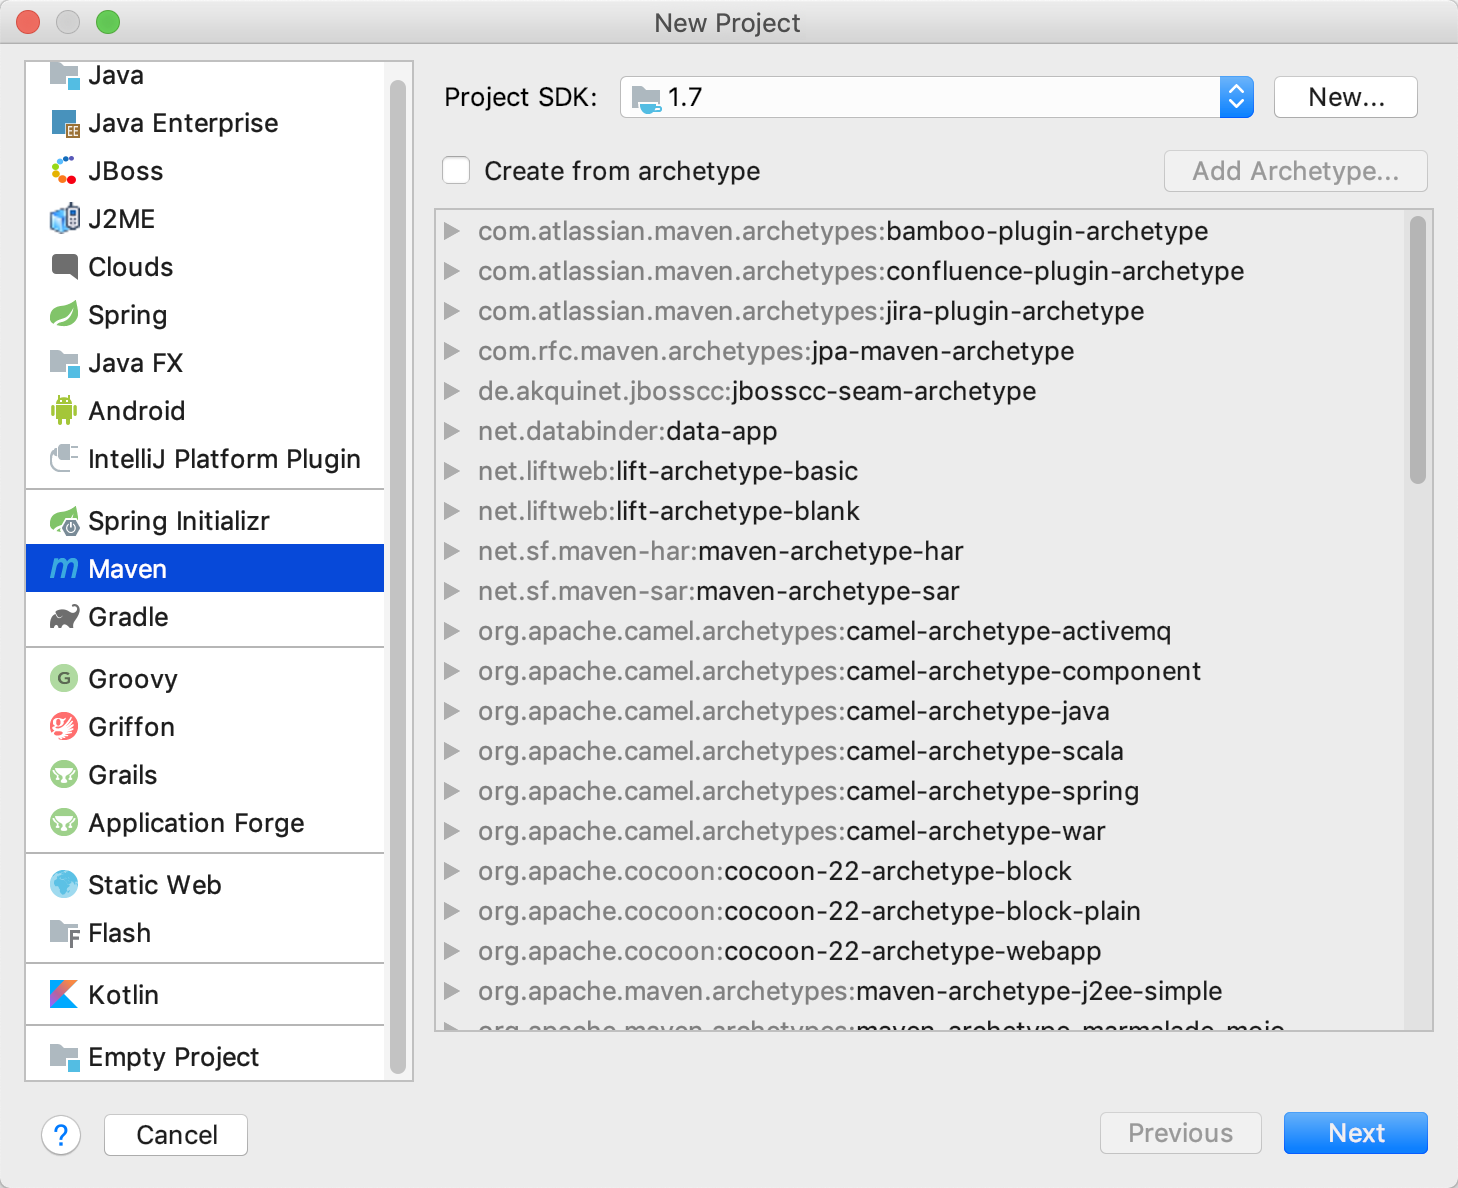 New Project
Java
Java Enterprise
JBoss
J2ME
Clouds
Spring
Java FX
Android
IntelliJ Platform Plugin
Spring Initializr
Maven
Gradle
Groovy
Griffon
Grails
Application Forge
Static Web
Flash
Kotlin
Empty Project
Project SDK: 1.7 New...
Create from archetype Add Archetype...
com.atlassian.maven.archetypes:bamboo-plugin-archetype
com.atlassian.maven.archetypes:confluence-plugin-archetype
com.atlassian.maven.archetypes:jira-plugin-archetype
com.rfc.maven.archetypes:jpa-maven-archetype
de.akquinet.jbosscc:jbosscc-seam-archetype
net.databinder:data-app
net.liftweb:lift-archetype-basic
net.liftweb:lift-archetype-blank
net.sf.maven-har:maven-archetype-har
net.sf.maven-sar:maven-archetype-sar
org.apache.camel.archetypes:camel-archetype-activemq
org.apache.camel.archetypes:camel-archetype-component
org.apache.camel.archetypes:camel-archetype-java
org.apache.camel.archetypes:camel-archetype-scala
org.apache.camel.archetypes:camel-archetype-spring
org.apache.camel.archetypes:camel-archetype-war
org.apache.cocoon:cocoon-22-archetype-block
org.apache.cocoon:cocoon-22-archetype-block-plain
org.apache.cocoon:cocoon-22-archetype-webapp
org.apache.maven.archetypes:maven-archetype-j2ee-simple
org.apache.maven.archetypes:maven-archetype-marmalade-mojo
? Cancel Previous Next